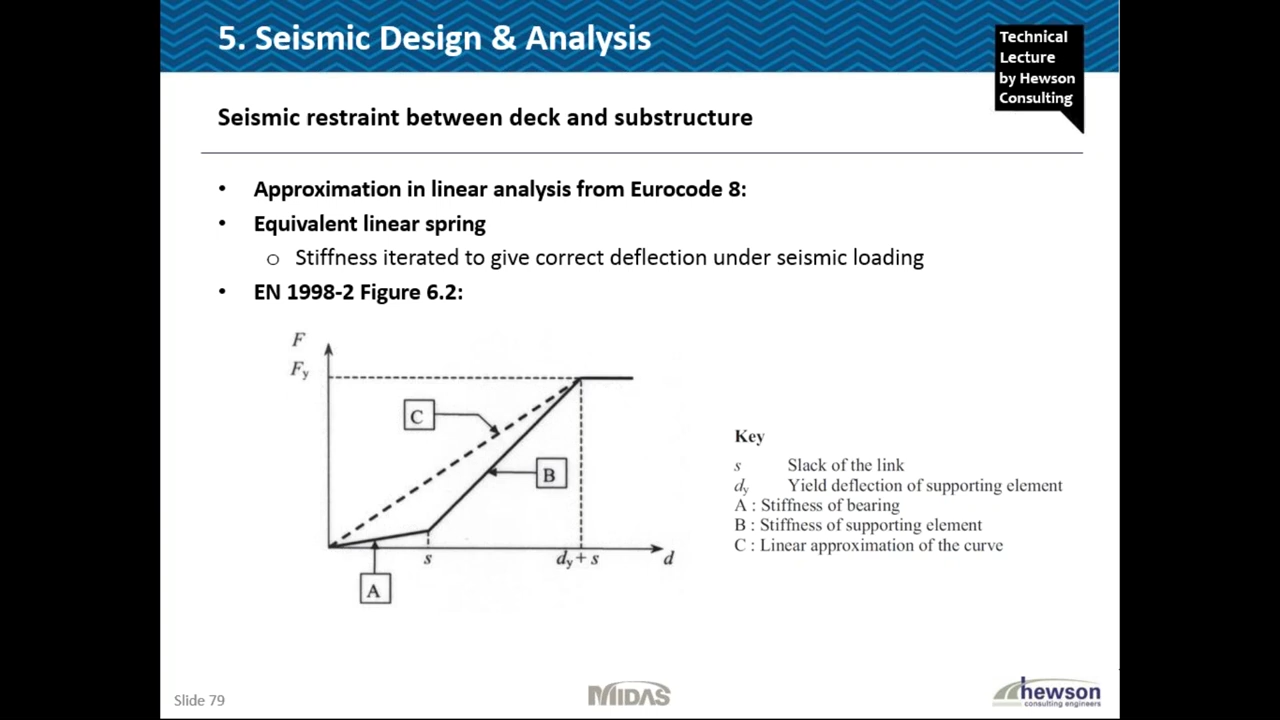 5. Seismic Design & Analysis
Technical
Lecture
by Hewson
Consulting
Seismic restraint between deck and substructure
• Approximation in linear analysis from Eurocode 8:
• Equivalent linear spring
o Stiffness iterated to give correct deflection under seismic loading
• EN 1998-2 Figure 6.2:
F
Fy
C
B
s
dy + s
d
A
Key
s Slack of the link
dy Yield deflection of supporting element
A : Stiffness of bearing
B : Stiffness of supporting element
C : Linear approximation of the curve
Slide 79
MIDAS
hewson
consulting engineers